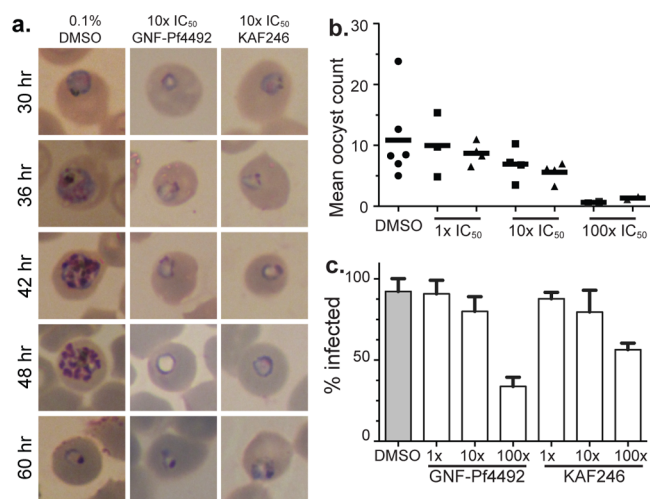 a.
0.1% DMSO
10x IC₅₀ GNF-Pf4492
10x IC₅₀ KAF246
30 hr
36 hr
42 hr
48 hr
60 hr
b.
Mean oocyst count
30
20
10
0
DMSO
1x IC₅₀
10x IC₅₀
100x IC₅₀
c.
% infected
100
50
0
DMSO
1x 10x 100x 1x 10x 100x
GNF-Pf4492 KAF246